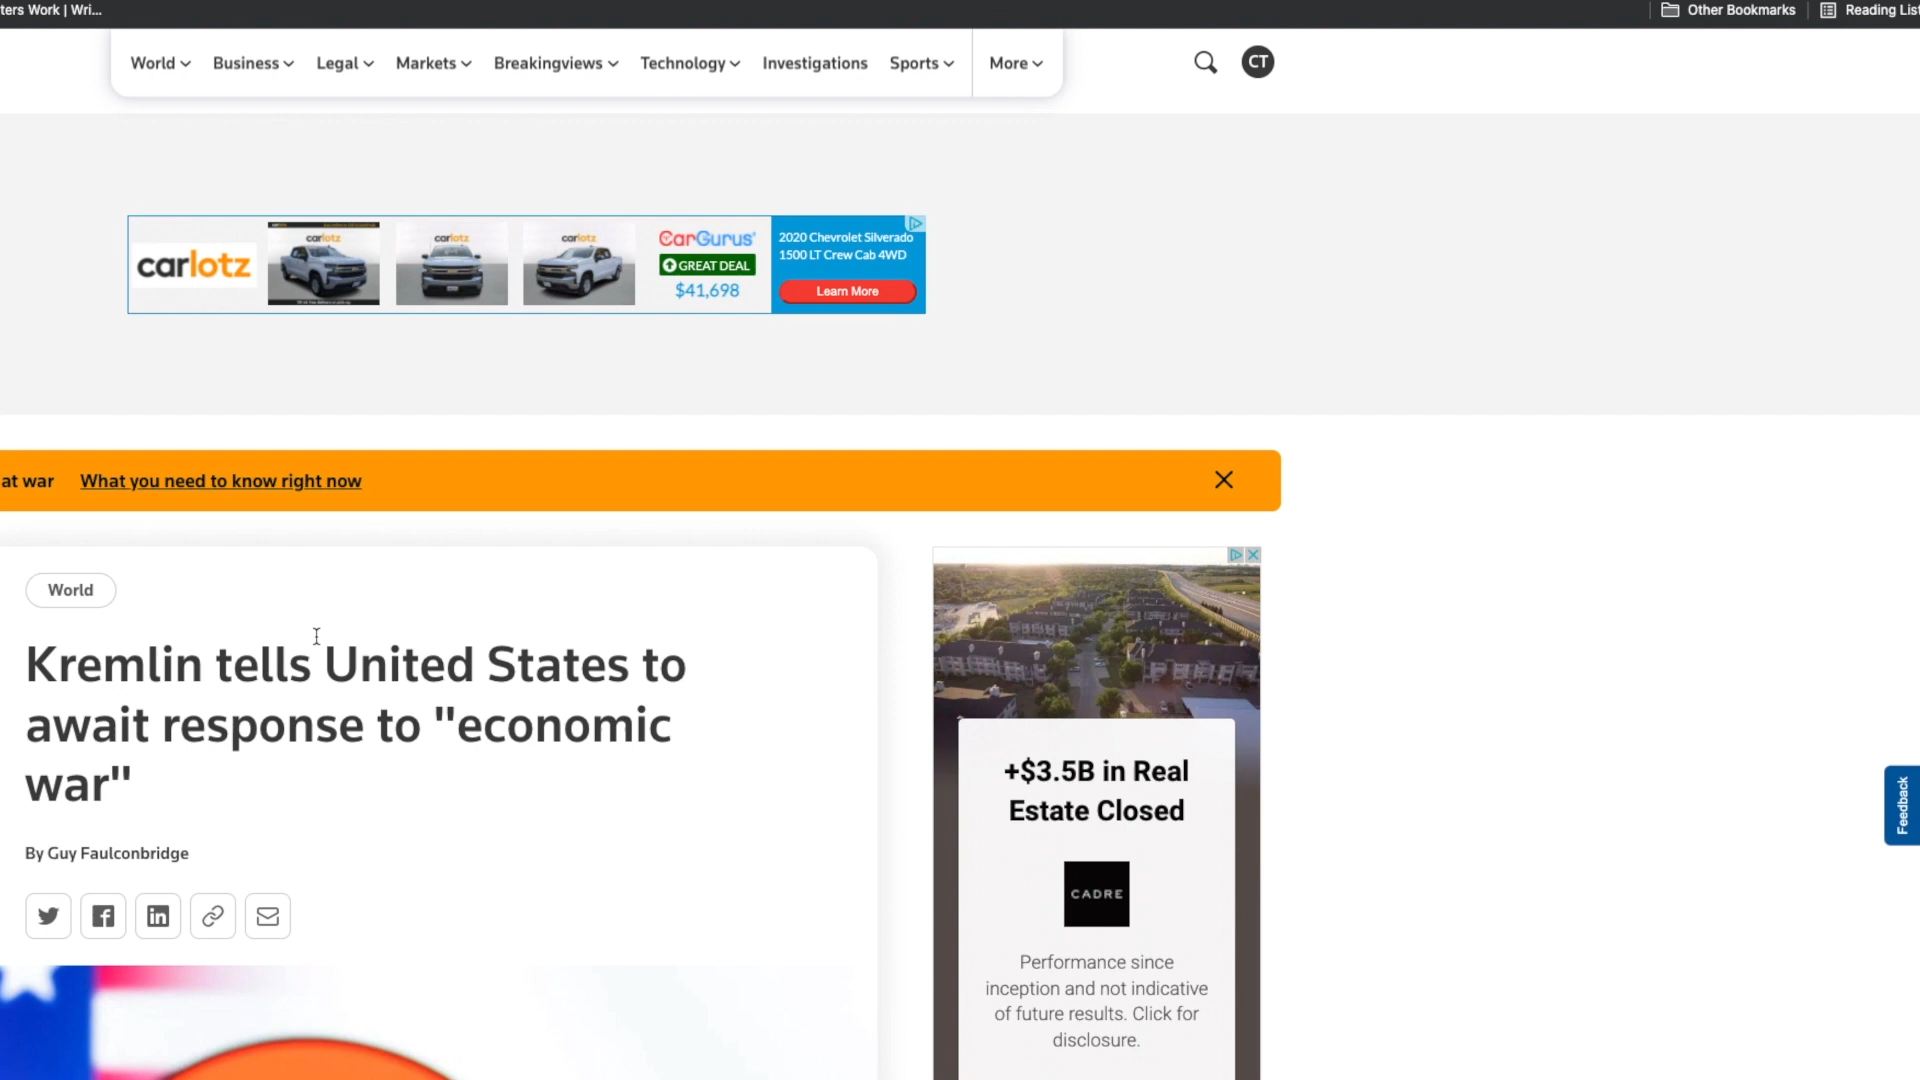 ters Work | Wri...
Other Bookmarks
Reading List
World
Business
Legal
Markets
Breakingviews
Technology
Investigations
Sports
More
CT
carlotz
carlotz
carlotz
carlotz
CarGurus
GREAT DEAL
$41,698
2020 Chevrolet Silverado
1500 LT Crew Cab 4WD
Learn More
at war
What you need to know right now
World
Kremlin tells United States to
await response to "economic
war"
By Guy Faulconbridge
+$3.5B in Real
Estate Closed
CADRE
Performance since
inception and not indicative
of future results. Click for
disclosure.
Feedback